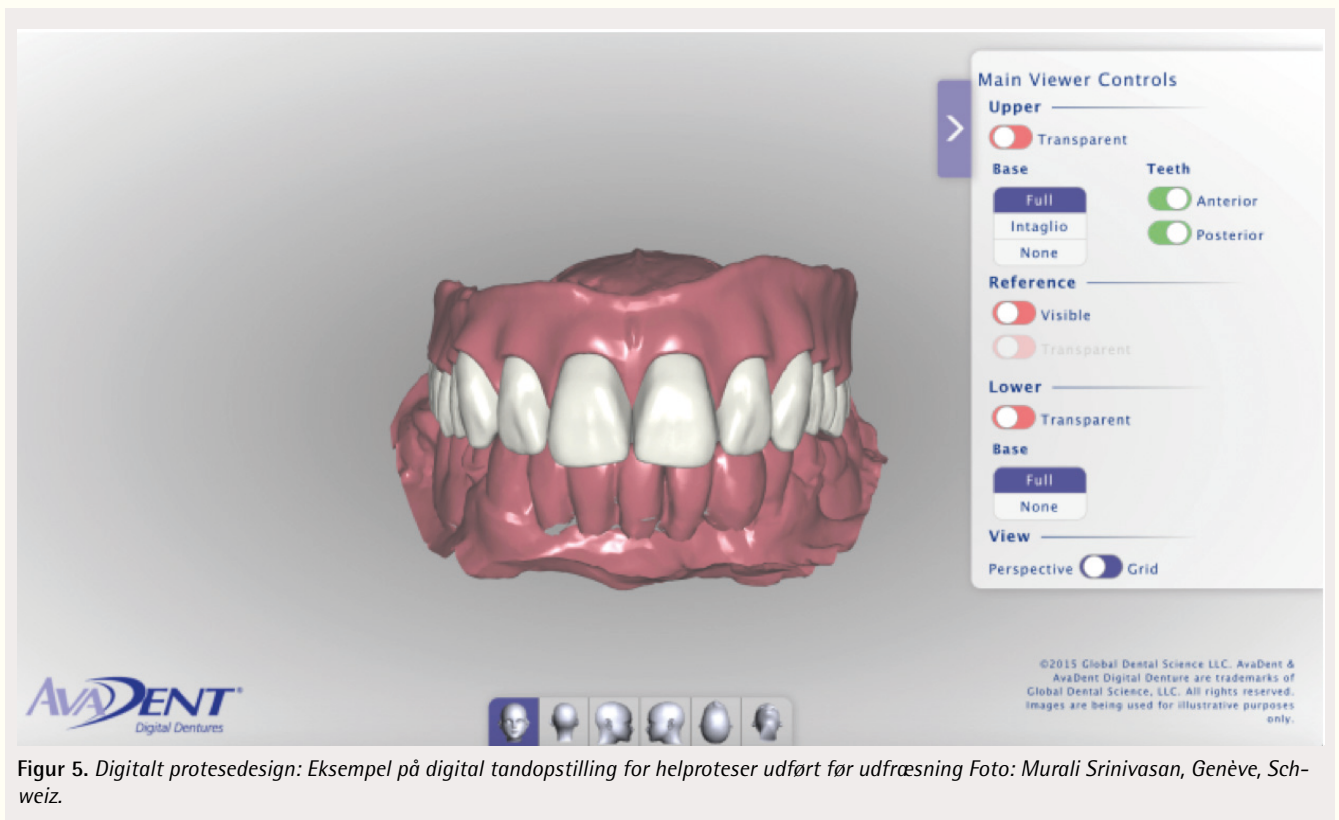 Main Viewer Controls
Upper
Transparent
Base
Teeth
Full
Anterior
Intaglio
Posterior
None
Reference
Visible
Transparent
Lower
Transparent
Base
Full
None
View
Perspective
Grid
AVADENT®
Digital Dentures
©2015 Global Dental Science LLC. AvaDent &
AvaDent Digital Denture are trademarks of
Global Dental Science, LLC. All rights reserved.
Images are being used for illustrative purposes
only.
Figur 5. Digitalt protesedesign: Eksempel på digital tandopstilling for helproteser udført før udfræsning Foto: Murali Srinivasan, Genève, Sch-
weiz.